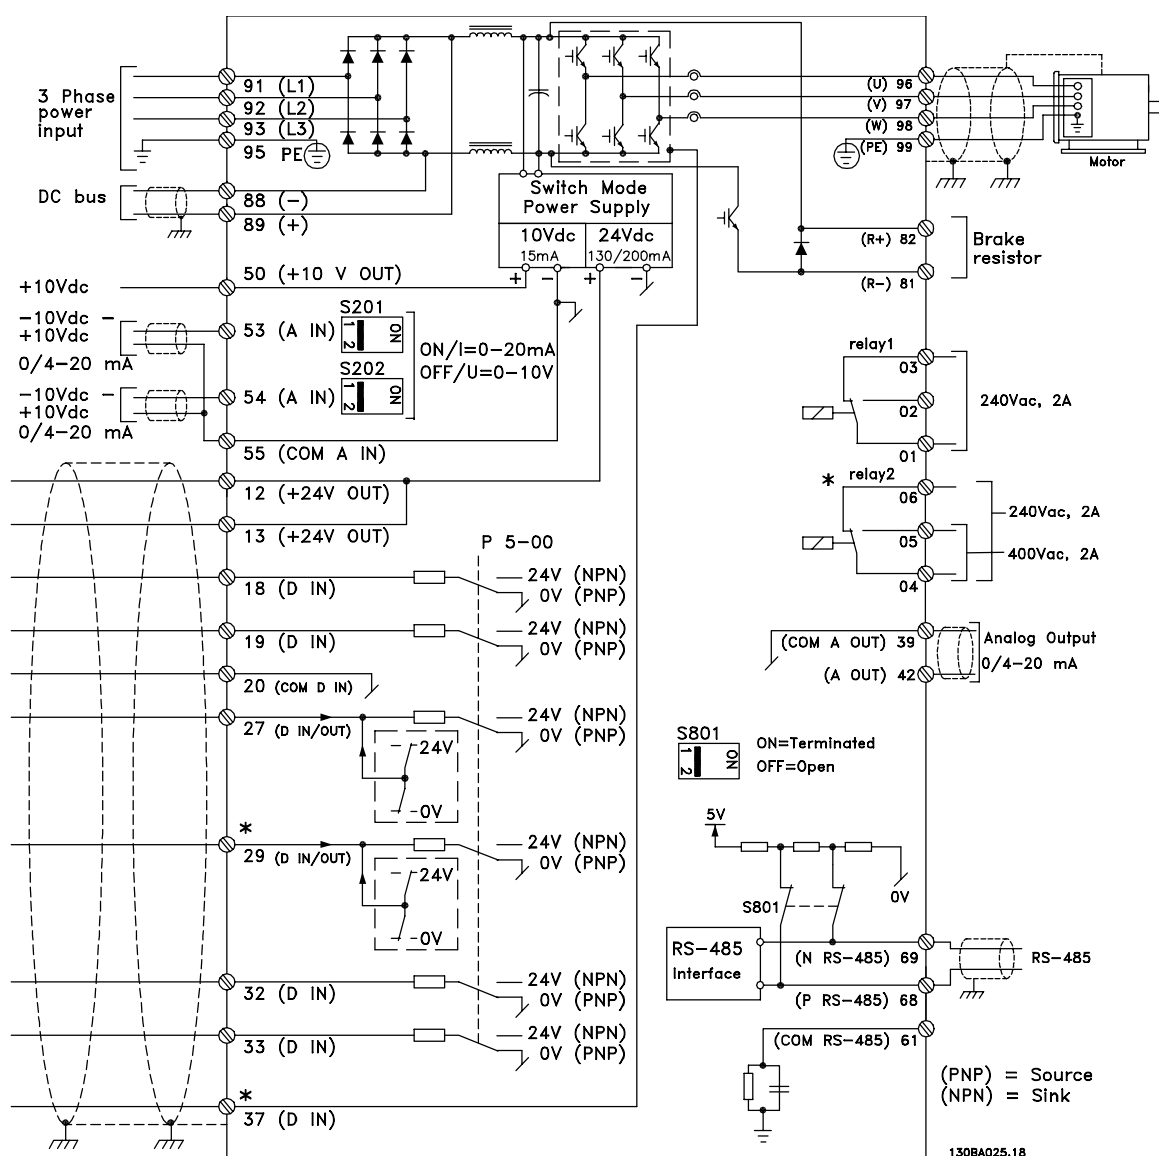 3 Phase
power
input
91 (L1)
92 (L2)
93 (L3)
95 PE
DC bus
88 (−)
89 (+)
+10Vdc
50 (+10 V OUT)
−10Vdc −
+10Vdc
0/4−20 mA
53 (A IN)
S201
1 2
ON
ON/I=0−20mA
OFF/U=0−10V
S202
1 2
ON
−10Vdc −
+10Vdc
0/4−20 mA
54 (A IN)
55 (COM A IN)
12 (+24V OUT)
13 (+24V OUT)
P 5-00
18 (D IN)
24V (NPN)
0V (PNP)
19 (D IN)
24V (NPN)
0V (PNP)
20 (COM D IN)
27 (D IN/OUT)
24V (NPN)
0V (PNP)
24V
0V
*
29 (D IN/OUT)
24V (NPN)
0V (PNP)
24V
0V
32 (D IN)
24V (NPN)
0V (PNP)
33 (D IN)
24V (NPN)
0V (PNP)
*
37 (D IN)
Switch Mode
Power Supply
10Vdc
15mA
24Vdc
130/200mA
+ − + −
(U) 96
(V) 97
(W) 98
(PE) 99
Motor
(R+) 82
Brake
resistor
(R−) 81
relay1
03
02
01
240Vac, 2A
*
relay2
06
05
04
240Vac, 2A
400Vac, 2A
(COM A OUT) 39
(A OUT) 42
Analog Output
0/4−20 mA
S801
1 2
ON
ON=Terminated
OFF=Open
5V
0V
S801
RS-485
Interface
(N RS-485) 69
RS-485
(P RS-485) 68
(COM RS-485) 61
(PNP) = Source
(NPN) = Sink
130BA025.18